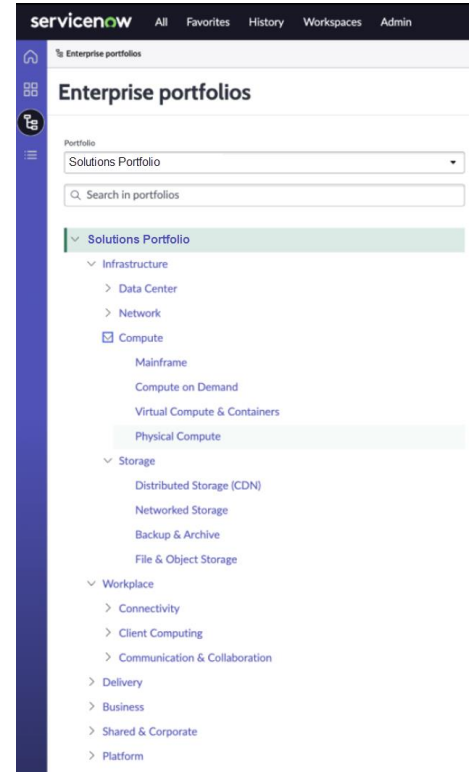 servicenow All Favorites History Workspaces Admin
Enterprise portfolios
Enterprise portfolios
Portfolio
Solutions Portfolio
Search in portfolios
Solutions Portfolio
Infrastructure
Data Center
Network
Compute
Mainframe
Compute on Demand
Virtual Compute & Containers
Physical Compute
Storage
Distributed Storage (CDN)
Networked Storage
Backup & Archive
File & Object Storage
Workplace
Connectivity
Client Computing
Communication & Collaboration
Delivery
Business
Shared & Corporate
Platform